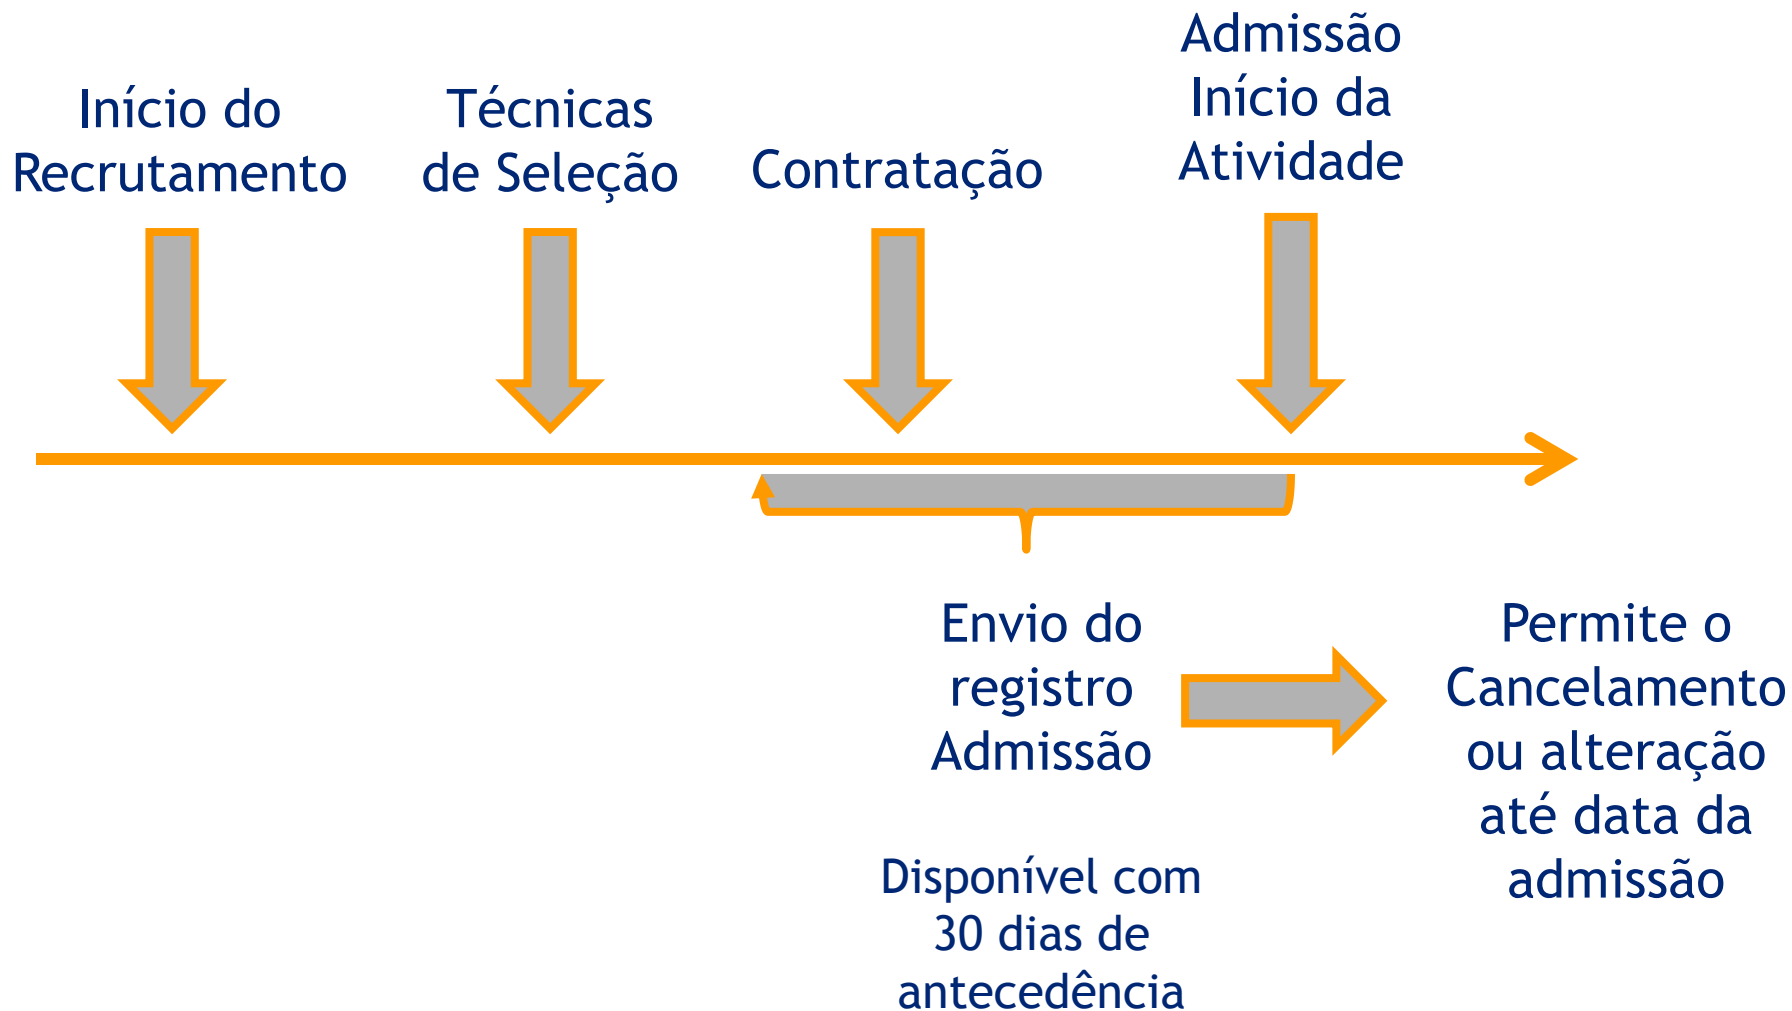 Início do
Recrutamento
Técnicas
de Seleção
Contratação
Admissão
Início da
Atividade
Envio do
registro
Admissão
Permite o
Cancelamento
ou alteração
até data da
admissão
Disponível com
30 dias de
antecedência